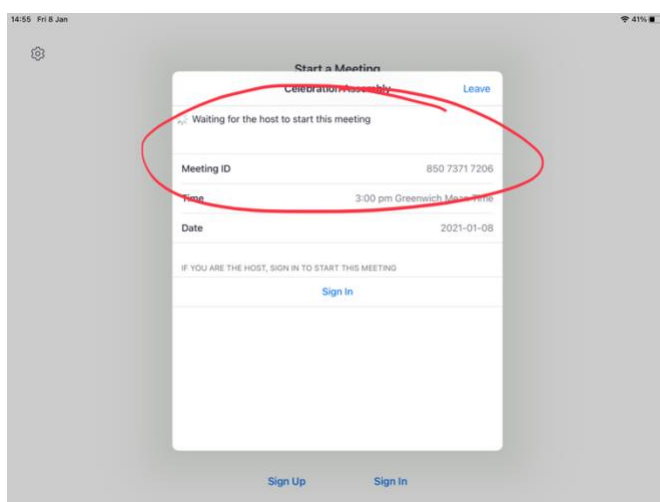 14:55 Fri 8 Jan 41%
Start a Meeting
Celebration Assembly Leave
Waiting for the host to start this meeting
Meeting ID 850 7371 7206
Time 3:00 pm Greenwich Mean Time
Date 2021-01-08
IF YOU ARE THE HOST, SIGN IN TO START THIS MEETING
Sign In
Sign Up Sign In